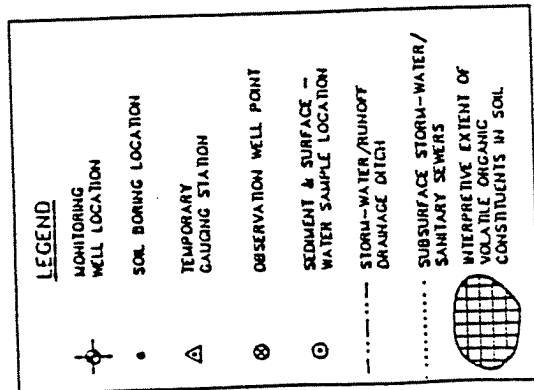 LEGEND
MONITORING
WELL LOCATION
SOIL BORING LOCATION
TEMPORARY
GAUGING STATION
OBSERVATION WELL POINT
SEDIMENT & SURFACE –
WATER SAMPLE LOCATION
STORM-WATER/RUNOFF
DRAINAGE DITCH
SUBSURFACE STORM-WATER/
SANITARY SEWERS
INTERPRETIVE EXTENT OF
VOLATILE ORGANIC
CONSTITUENTS IN SOIL